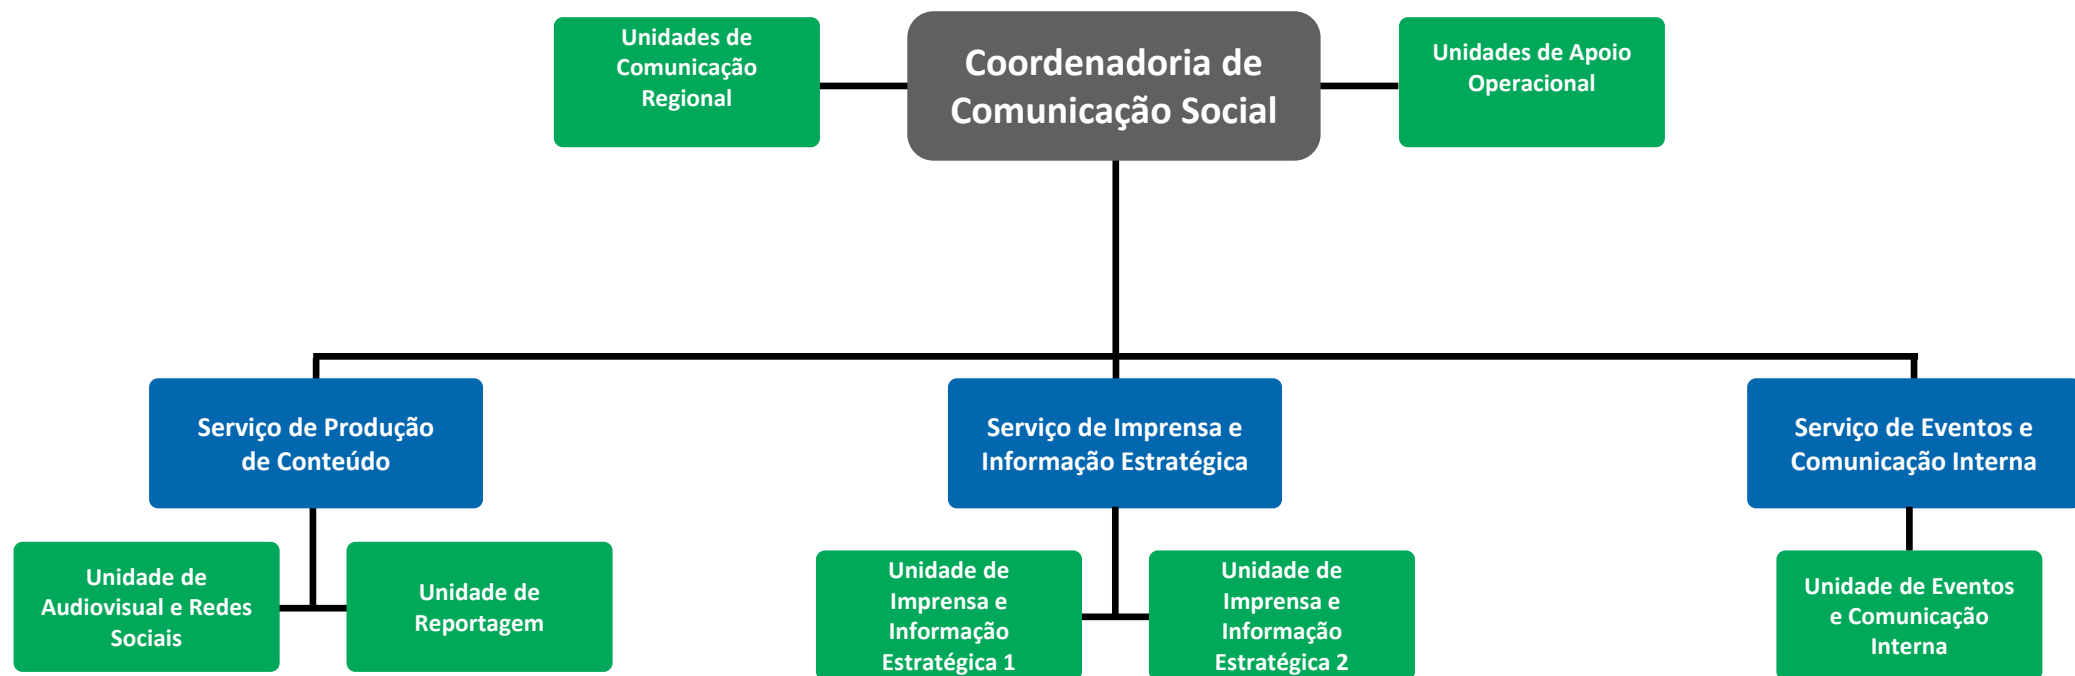 Unidades de
Comunicação
Regional
Coordenadoria de
Comunicação Social
Unidades de Apoio
Operacional
Serviço de Produção
de Conteúdo
Serviço de Imprensa e
Informação Estratégica
Serviço de Eventos e
Comunicação Interna
Unidade de
Audiovisual e Redes
Sociais
Unidade de
Reportagem
Unidade de
Imprensa e
Informação
Estratégica 1
Unidade de
Imprensa e
Informação
Estratégica 2
Unidade de Eventos
e Comunicação
Interna